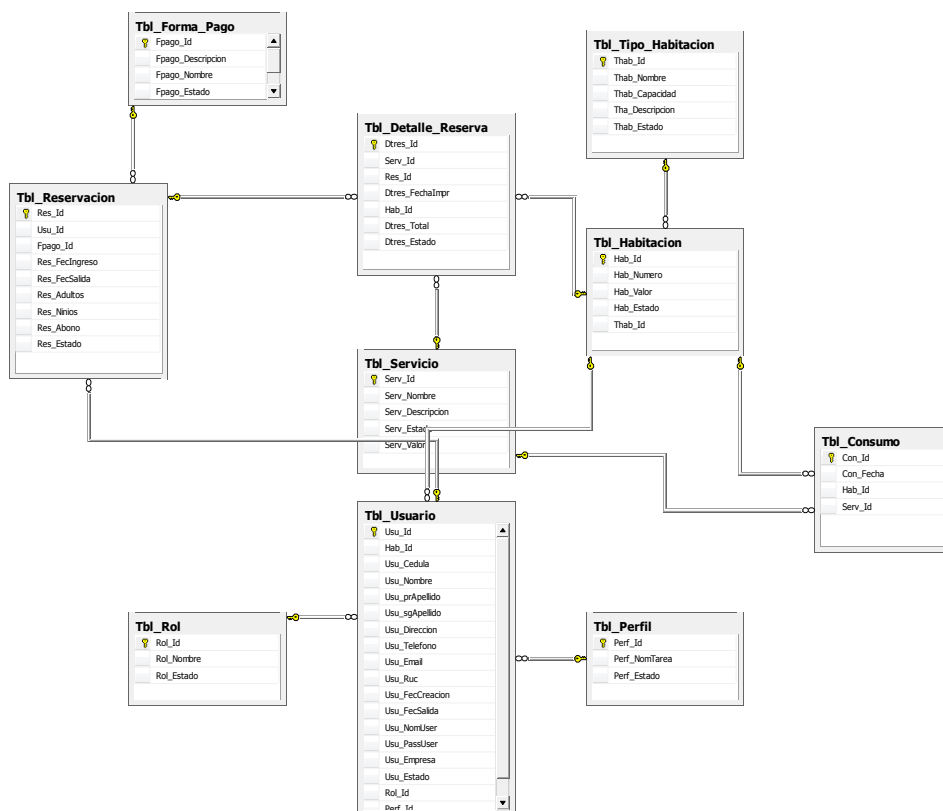 Tbl_Forma_Pago
Fpago_Id
Fpago_Descripcion
Fpago_Nombre
Fpago_Estado
Tbl_Tipo_Habitacion
Thab_Id
Thab_Nombre
Thab_Capacidad
Tha_Descripcion
Thab_Estado
Tbl_Detalle_Reserva
Dtres_Id
Serv_Id
Res_Id
Dtres_FechaImpr
Hab_Id
Dtres_Total
Dtres_Estado
Tbl_Reservacion
Res_Id
Usu_Id
Fpago_Id
Res_FecIngreso
Res_FecSalida
Res_Adultos
Res_Ninios
Res_Abono
Res_Estado
Tbl_Habitacion
Hab_Id
Hab_Numero
Hab_Valor
Hab_Estado
Thab_Id
Tbl_Servicio
Serv_Id
Serv_Nombre
Serv_Descripcion
Serv_Estado
Serv_Valor
Tbl_Consumo
Con_Id
Con_Fecha
Hab_Id
Serv_Id
Tbl_Usuario
Usu_Id
Hab_Id
Usu_Cedula
Usu_Nombre
Usu_prApellido
Usu_sgApellido
Usu_Direccion
Usu_Telefono
Usu_Email
Usu_Ruc
Usu_FecCreacion
Usu_FecSalida
Usu_NomUser
Usu_PassUser
Usu_Empresa
Usu_Estado
Rol_Id
Perf_Id
Tbl_Rol
Rol_Id
Rol_Nombre
Rol_Estado
Tbl_Perfil
Perf_Id
Perf_NomTarea
Perf_Estado